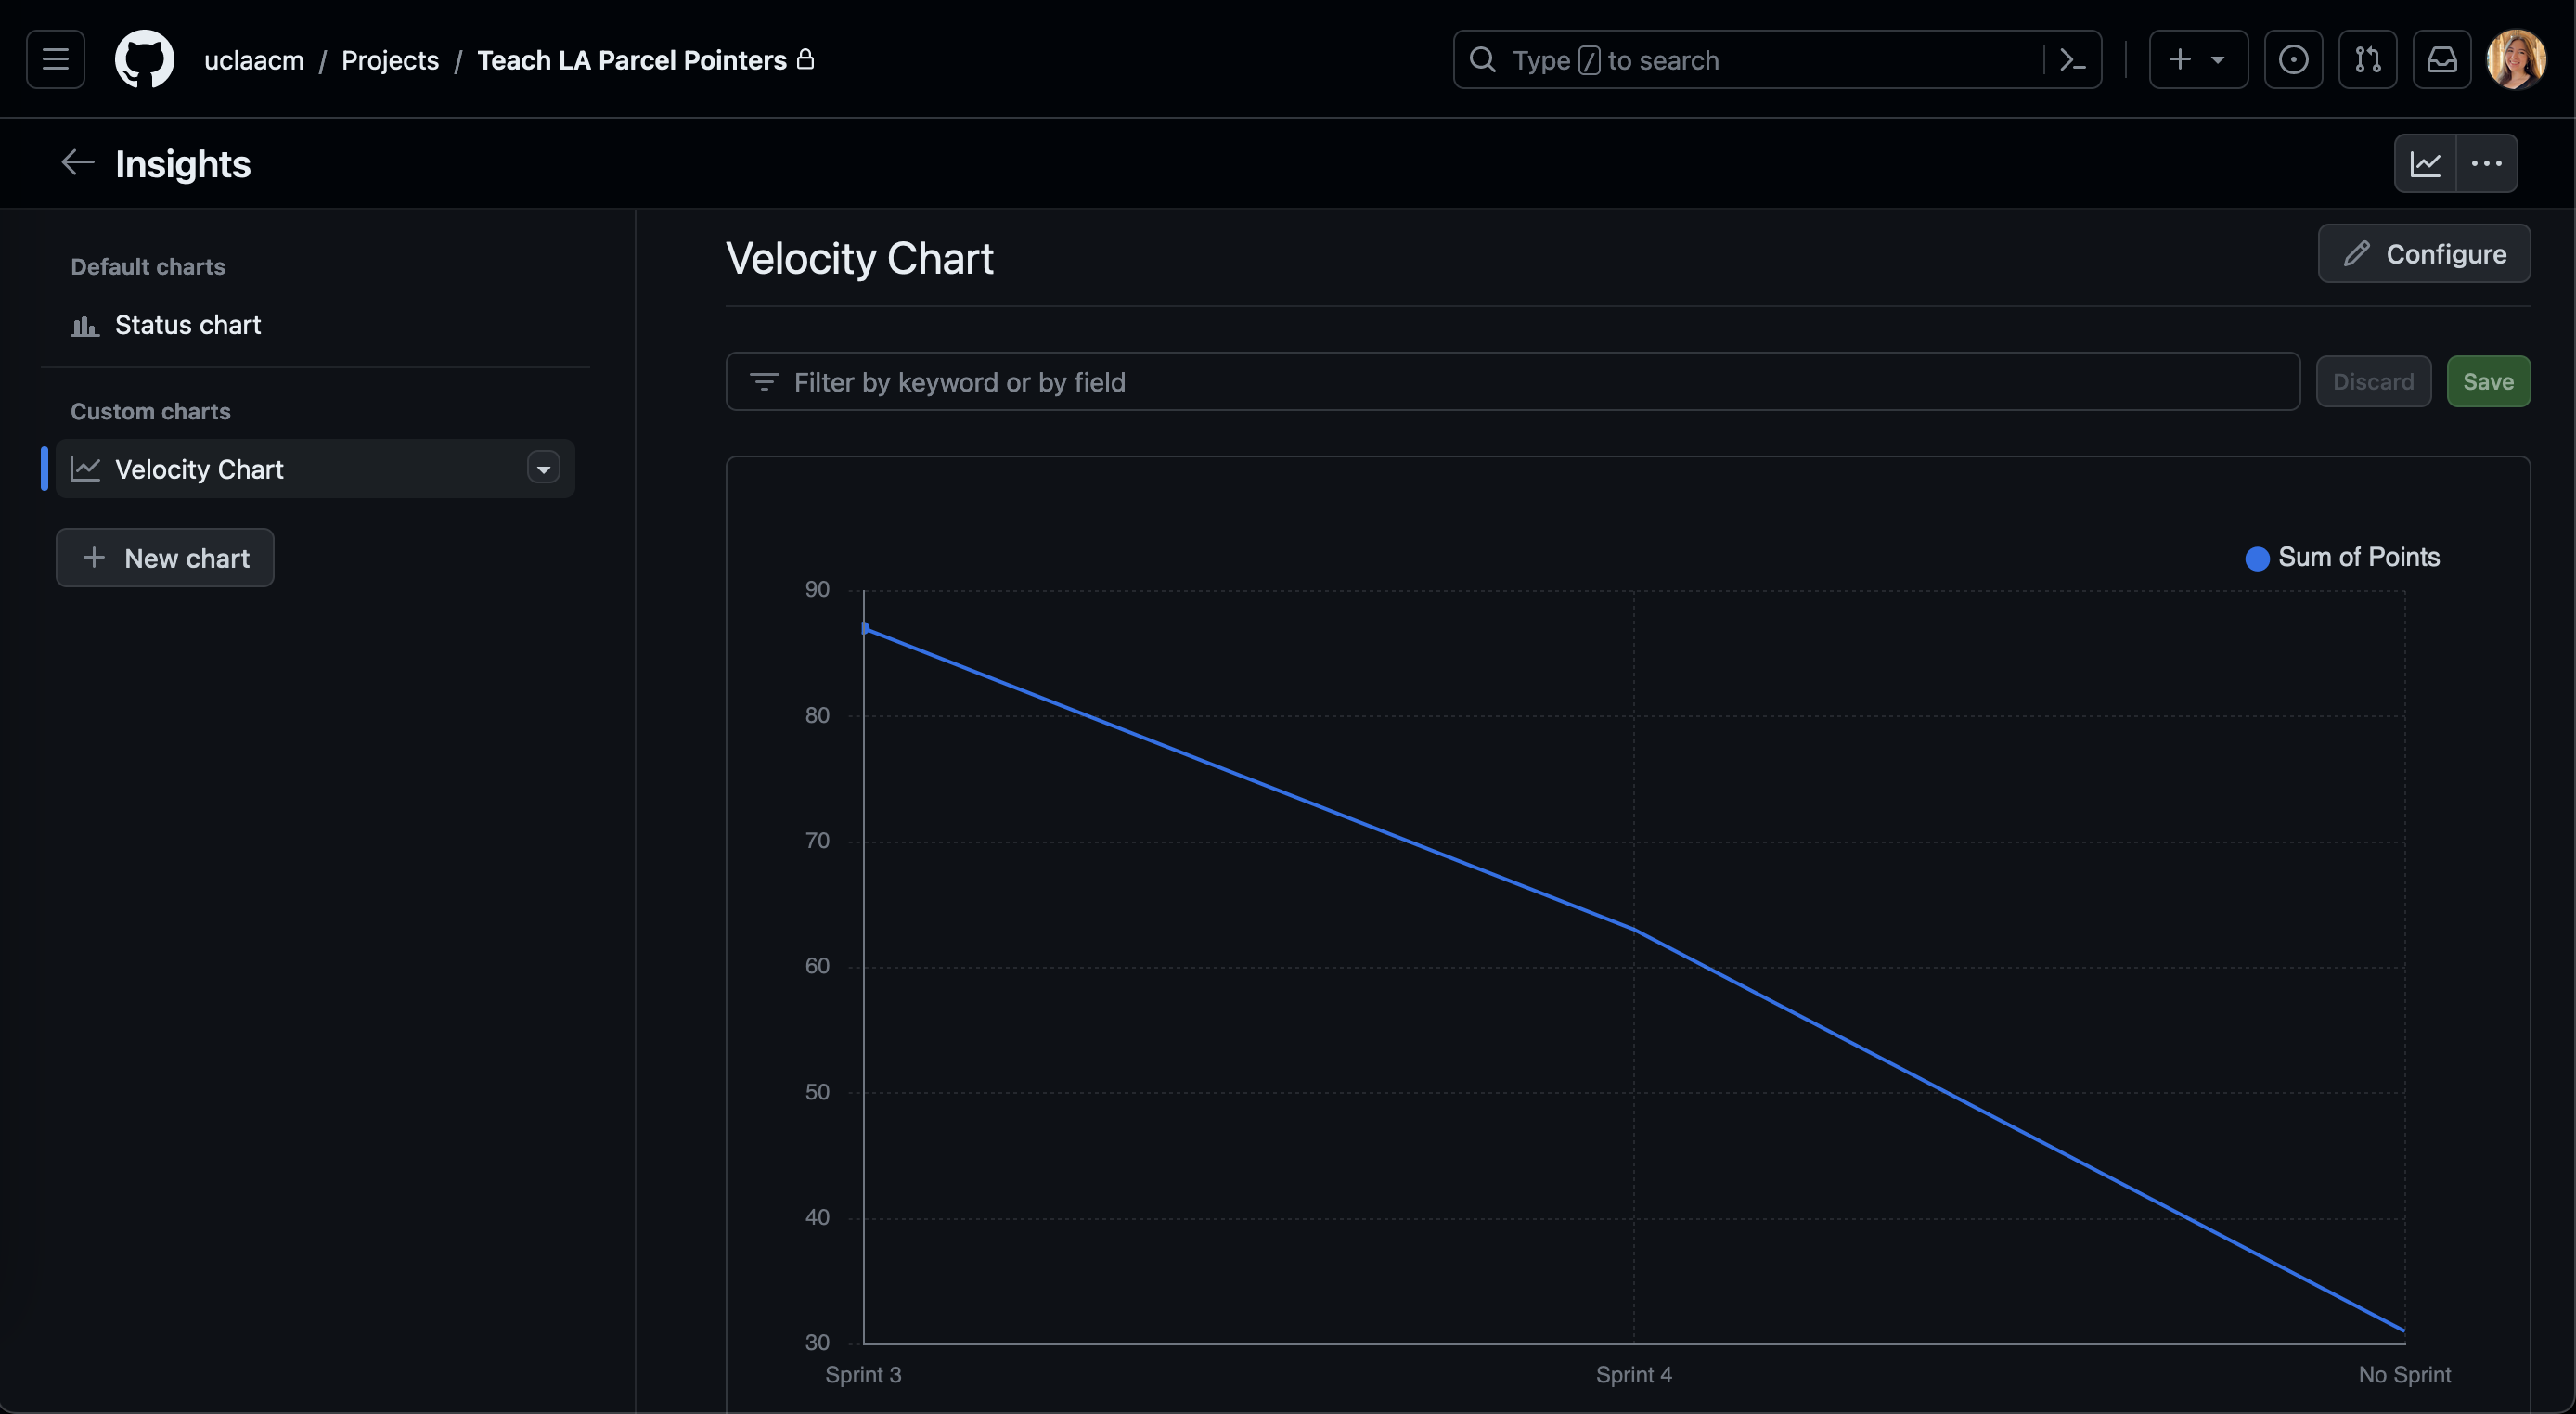 uclaacm / Projects / Teach LA Parcel Pointers
Type / to search
Insights
Default charts
Status chart
Custom charts
Velocity Chart
New chart
Velocity Chart
Configure
Filter by keyword or by field
Discard
Save
Sum of Points
90
80
70
60
50
40
30
Sprint 3
Sprint 4
No Sprint